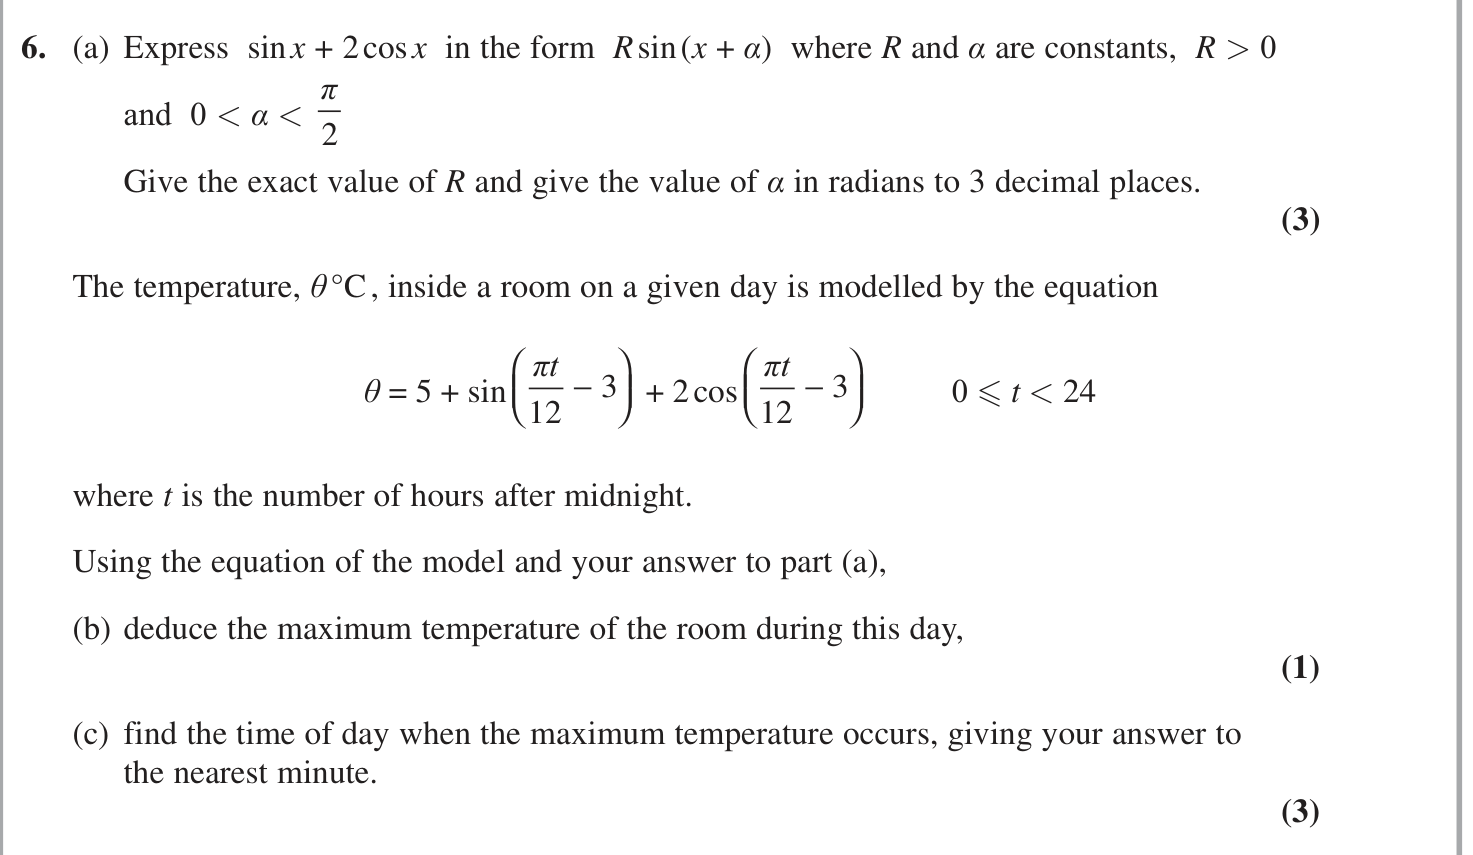 6. (a) Express sin x + 2 cos x in the form R sin (x + α) where R and α are constants, R > 0
and 0 < α < π/2
Give the exact value of R and give the value of α in radians to 3 decimal places.
(3)
The temperature, θ °C, inside a room on a given day is modelled by the equation
θ = 5 + sin(πt/12 − 3) + 2 cos(πt/12 − 3) 0 ⩽ t < 24
where t is the number of hours after midnight.
Using the equation of the model and your answer to part (a),
(b) deduce the maximum temperature of the room during this day,
(1)
(c) find the time of day when the maximum temperature occurs, giving your answer to
the nearest minute.
(3)